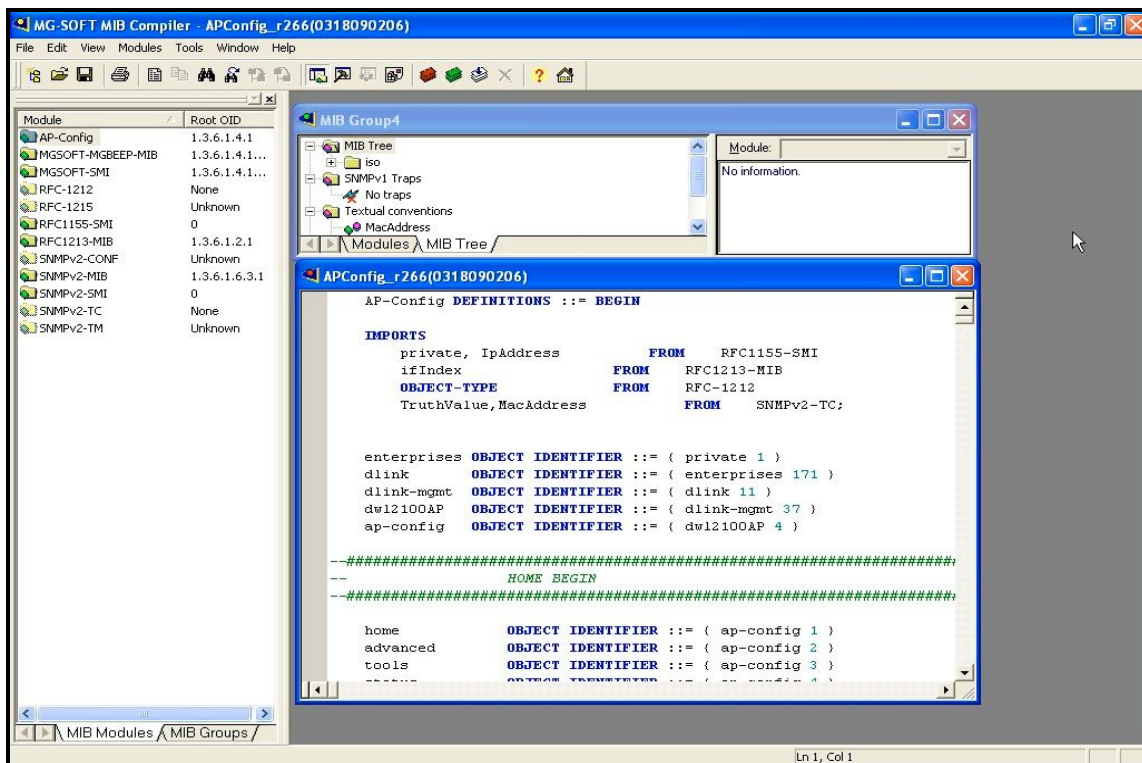 MG-SOFT MIB Compiler - APConfig_r266(0318090206)
File Edit View Modules Tools Window Help
Module Root OID
AP-Config 1.3.6.1.4.1
MGSOFT-MGBEEP-MIB 1.3.6.1.4.1...
MGSOFT-SMI 1.3.6.1.4.1...
RFC-1212 None
RFC-1215 Unknown
RFC1155-SMI 0
RFC1213-MIB 1.3.6.1.2.1
SNMPv2-CONF Unknown
SNMPv2-MIB 1.3.6.1.6.3.1
SNMPv2-SMI 0
SNMPv2-TC None
SNMPv2-TM Unknown
MIB Modules MIB Groups
MIB Group4
MIB Tree
iso
SNMPv1 Traps
No traps
Textual conventions
MacAddress
Modules MIB Tree
Module:
No information.
APConfig_r266(0318090206)
AP-Config DEFINITIONS ::= BEGIN
IMPORTS
private, IpAddress FROM RFC1155-SMI
ifIndex FROM RFC1213-MIB
OBJECT-TYPE FROM RFC-1212
TruthValue,MacAddress FROM SNMPv2-TC;
enterprises OBJECT IDENTIFIER ::= { private 1 }
dlink OBJECT IDENTIFIER ::= { enterprises 171 }
dlink-mgmt OBJECT IDENTIFIER ::= { dlink 11 }
dwl2100AP OBJECT IDENTIFIER ::= { dlink-mgmt 37 }
ap-config OBJECT IDENTIFIER ::= { dwl2100AP 4 }
--#####################################################################
-- HOME BEGIN
--#####################################################################
home OBJECT IDENTIFIER ::= { ap-config 1 }
advanced OBJECT IDENTIFIER ::= { ap-config 2 }
tools OBJECT IDENTIFIER ::= { ap-config 3 }
Ln 1, Col 1